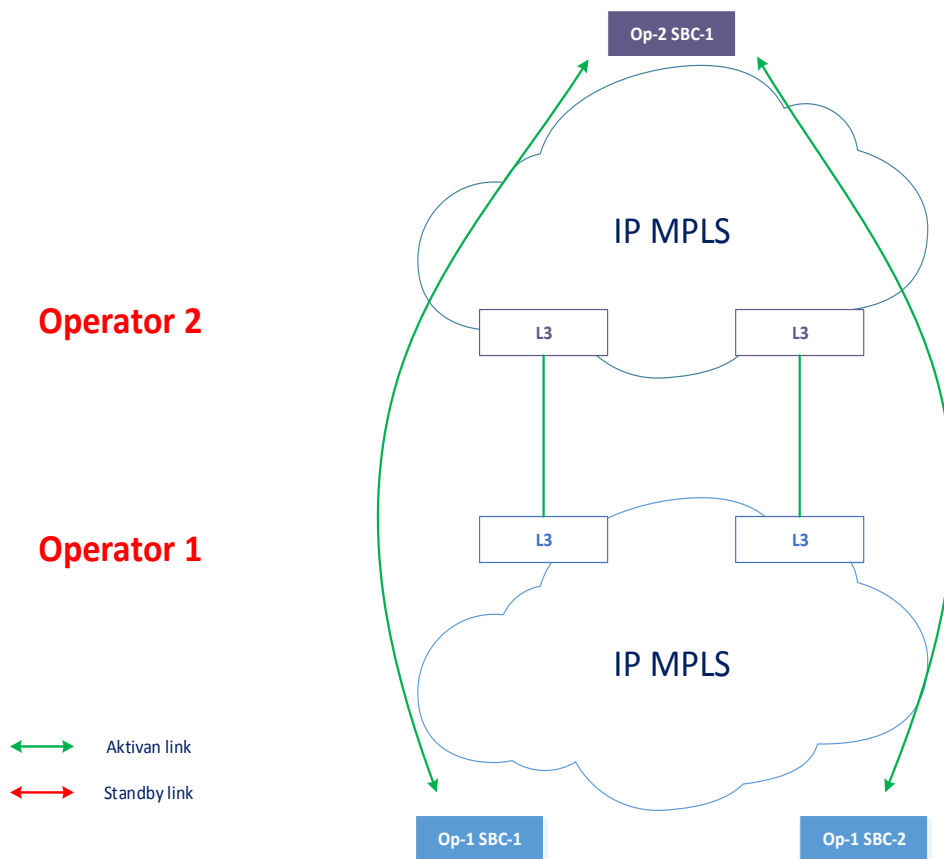 Op-2 SBC-1
IP MPLS
Operator 2
L3
L3
Operator 1
L3
L3
IP MPLS
Aktivan link
Standby link
Op-1 SBC-1
Op-1 SBC-2